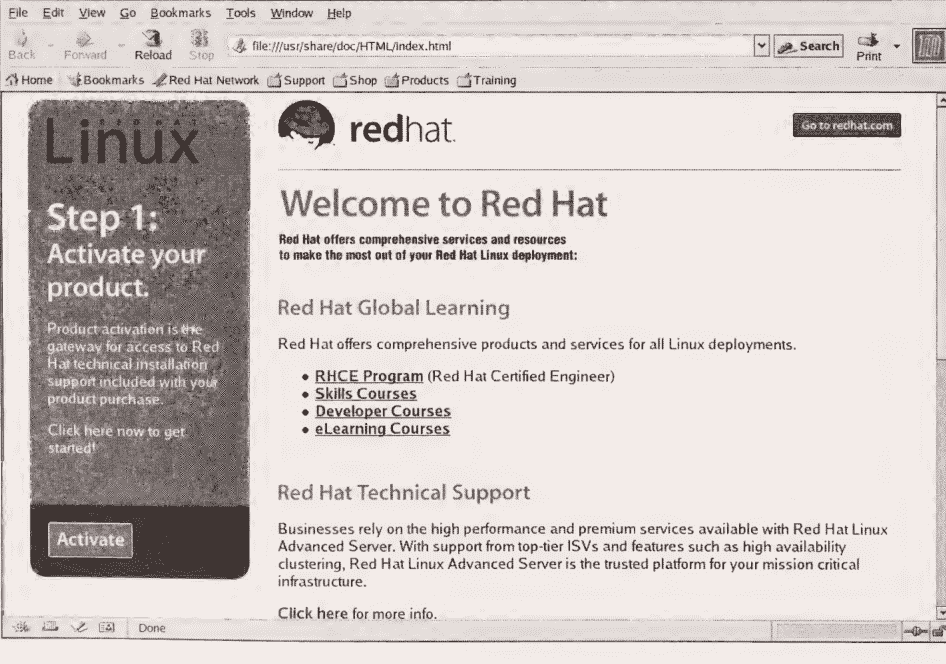 File Edit View Go Bookmarks Tools Window Help
Back Forward Reload Stop file:///usr/share/doc/HTML/index.html Search Print
Home Bookmarks Red Hat Network Support Shop Products Training
Linux
Step 1:
Activate your
product.
Product activation is the
gateway for access to Red
Hat technical installation
support included with your
product purchase.
Click here now to get
started!
Activate
redhat.
Go to redhat.com
Welcome to Red Hat
Red Hat offers comprehensive services and resources
to make the most out of your Red Hat Linux deployment:
Red Hat Global Learning
Red Hat offers comprehensive products and services for all Linux deployments.
• RHCE Program (Red Hat Certified Engineer)
• Skills Courses
• Developer Courses
• eLearning Courses
Red Hat Technical Support
Businesses rely on the high performance and premium services available with Red Hat Linux
Advanced Server. With support from top-tier ISVs and features such as high availability
clustering, Red Hat Linux Advanced Server is the trusted platform for your mission critical
infrastructure.
Click here for more info.
Done